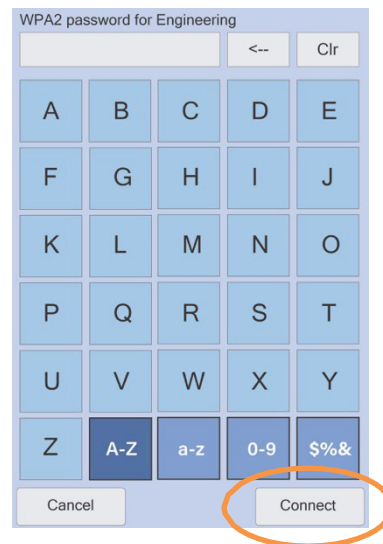 WPA2 password for Engineering
<-- Clr
A B C D E
F G H I J
K L M N O
P Q R S T
U V W X Y
Z A-Z a-z 0-9 $%&
Cancel Connect